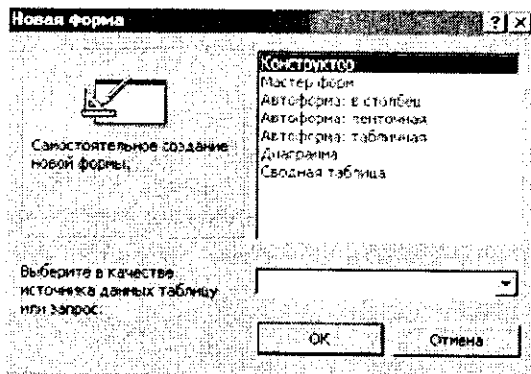 Новая форма
Конструктор
Мастер форм
Автоформа: в столбец
Автоформа: ленточная
Автоформа: табличная
Диаграмма
Сводная таблица
Самостоятельное создание
новой формы.
Выберите в качестве
источника данных таблицу
или запрос:
ОК
Отмена